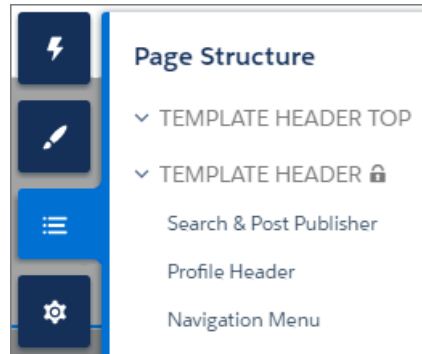 Page Structure
TEMPLATE HEADER TOP
TEMPLATE HEADER
Search & Post Publisher
Profile Header
Navigation Menu